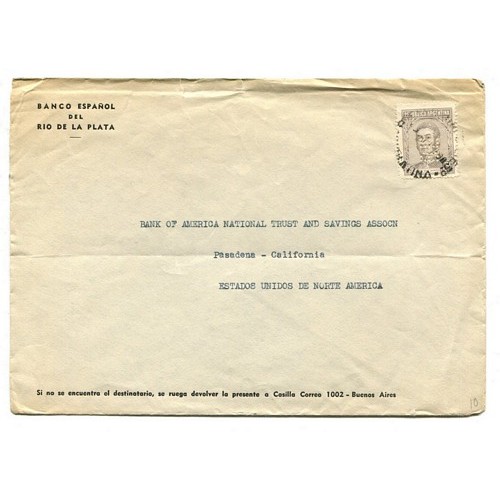 BANCO ESPAÑOL
DEL
RIO DE LA PLATA
BANK OF AMERICA NATIONAL TRUST AND SAVINGS ASSOCN
Pasadena - California
ESTADOS UNIDOS DE NORTE AMERICA
Si no se encuentra el destinatario, se ruega devolver la presente a Casilla Correo 1002 - Buenos Aires
10